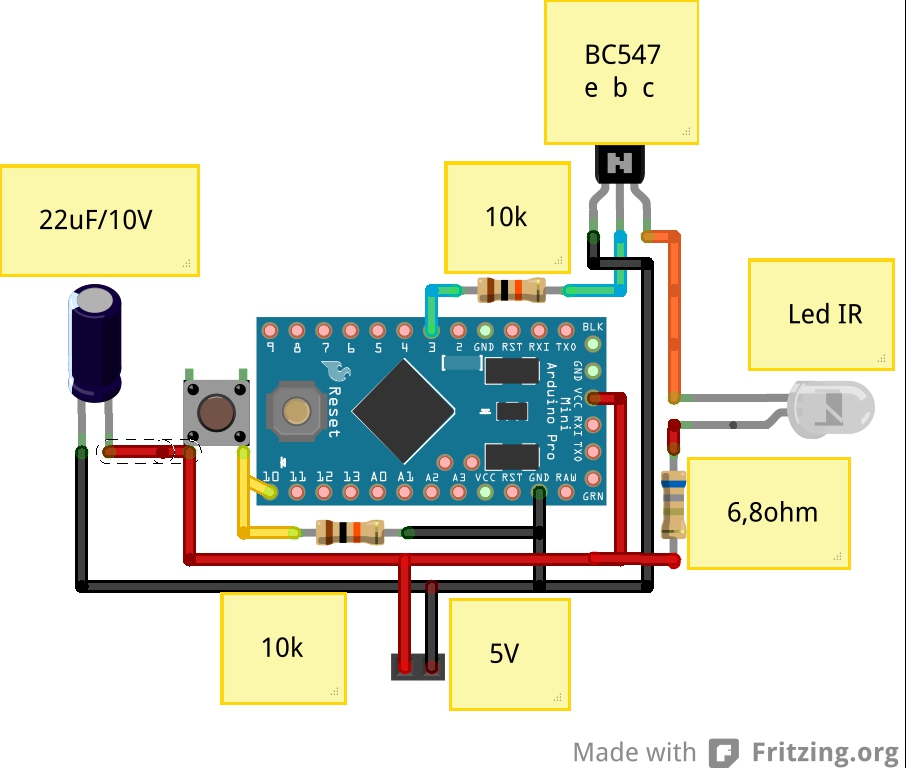 BC547
e b c
10k
22uF/10V
Led IR
9 8 7 6 5 4 3 2 GND RST RXI TXO
BLK
GND
VCC
RXI
TXO
GRN
Reset
Arduino Pro
Mini
10 11 12 13 A0 A1 A2 A3 VCC RST GND RAW
6,8ohm
10k
5V
Made with Fritzing.org